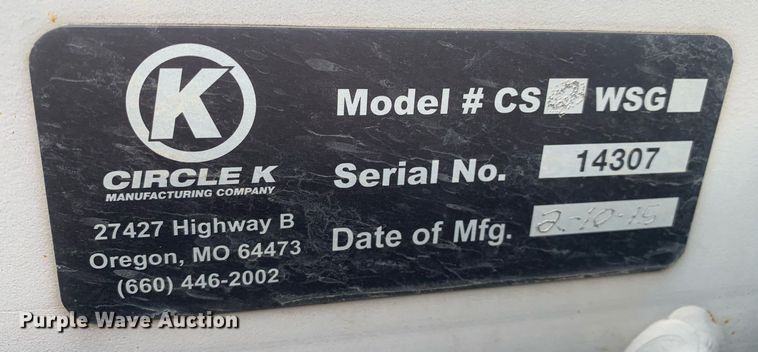 K
CIRCLE K
MANUFACTURING COMPANY
27427 Highway B
Oregon, MO 64473
(660) 446-2002
Model # CS WSG
Serial No. 14307
Date of Mfg. 2-10-15
Purple Wave Auction